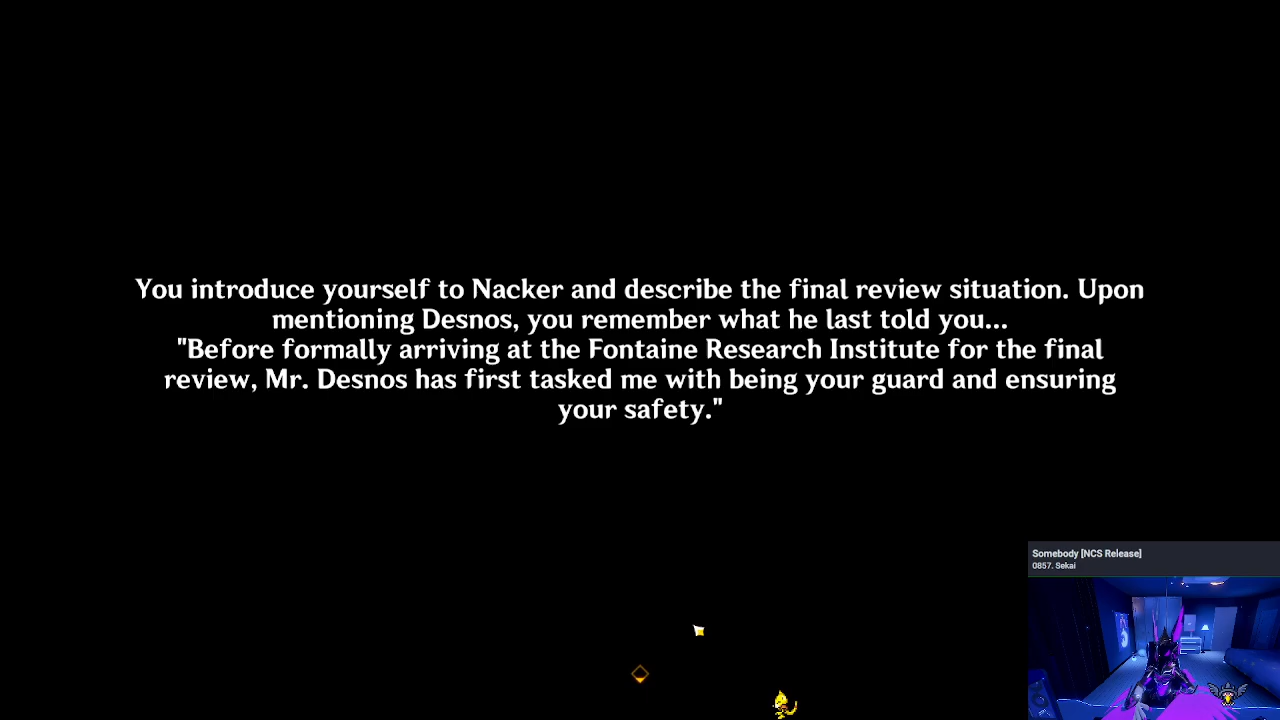 You introduce yourself to Nacker and describe the final review situation. Upon
mentioning Desnos, you remember what he last told you...
"Before formally arriving at the Fontaine Research Institute for the final
review, Mr. Desnos has first tasked me with being your guard and ensuring
your safety."
Somebody [NCS Release]
0857. Sekai